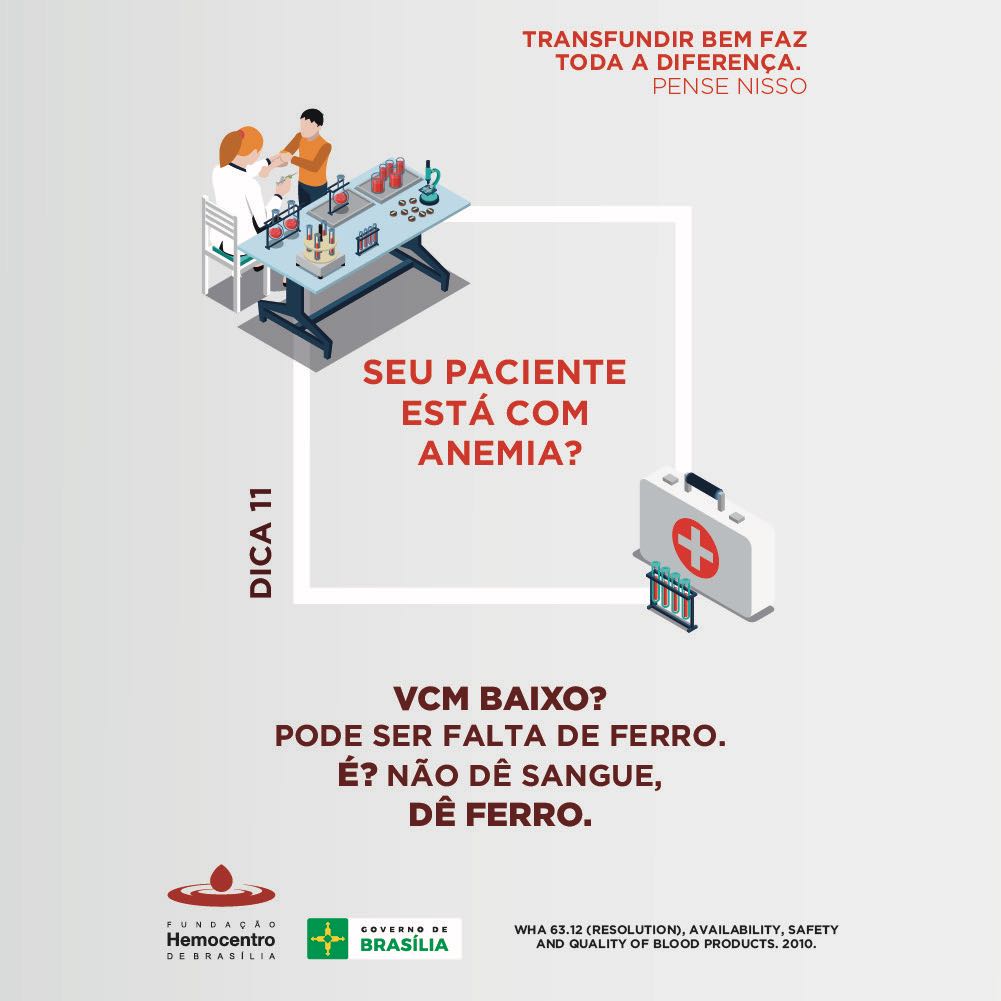 TRANSFUNDIR BEM FAZ
TODA A DIFERENÇA.
PENSE NISSO
SEU PACIENTE
ESTÁ COM
ANEMIA?
DICA 11
VCM BAIXO?
PODE SER FALTA DE FERRO.
É? NÃO DÊ SANGUE,
DÊ FERRO.
FUNDAÇÃO
Hemocentro
DE BRASÍLIA
GOVERNO DE
BRASÍLIA
WHA 63.12 (RESOLUTION), AVAILABILITY, SAFETY
AND QUALITY OF BLOOD PRODUCTS. 2010.